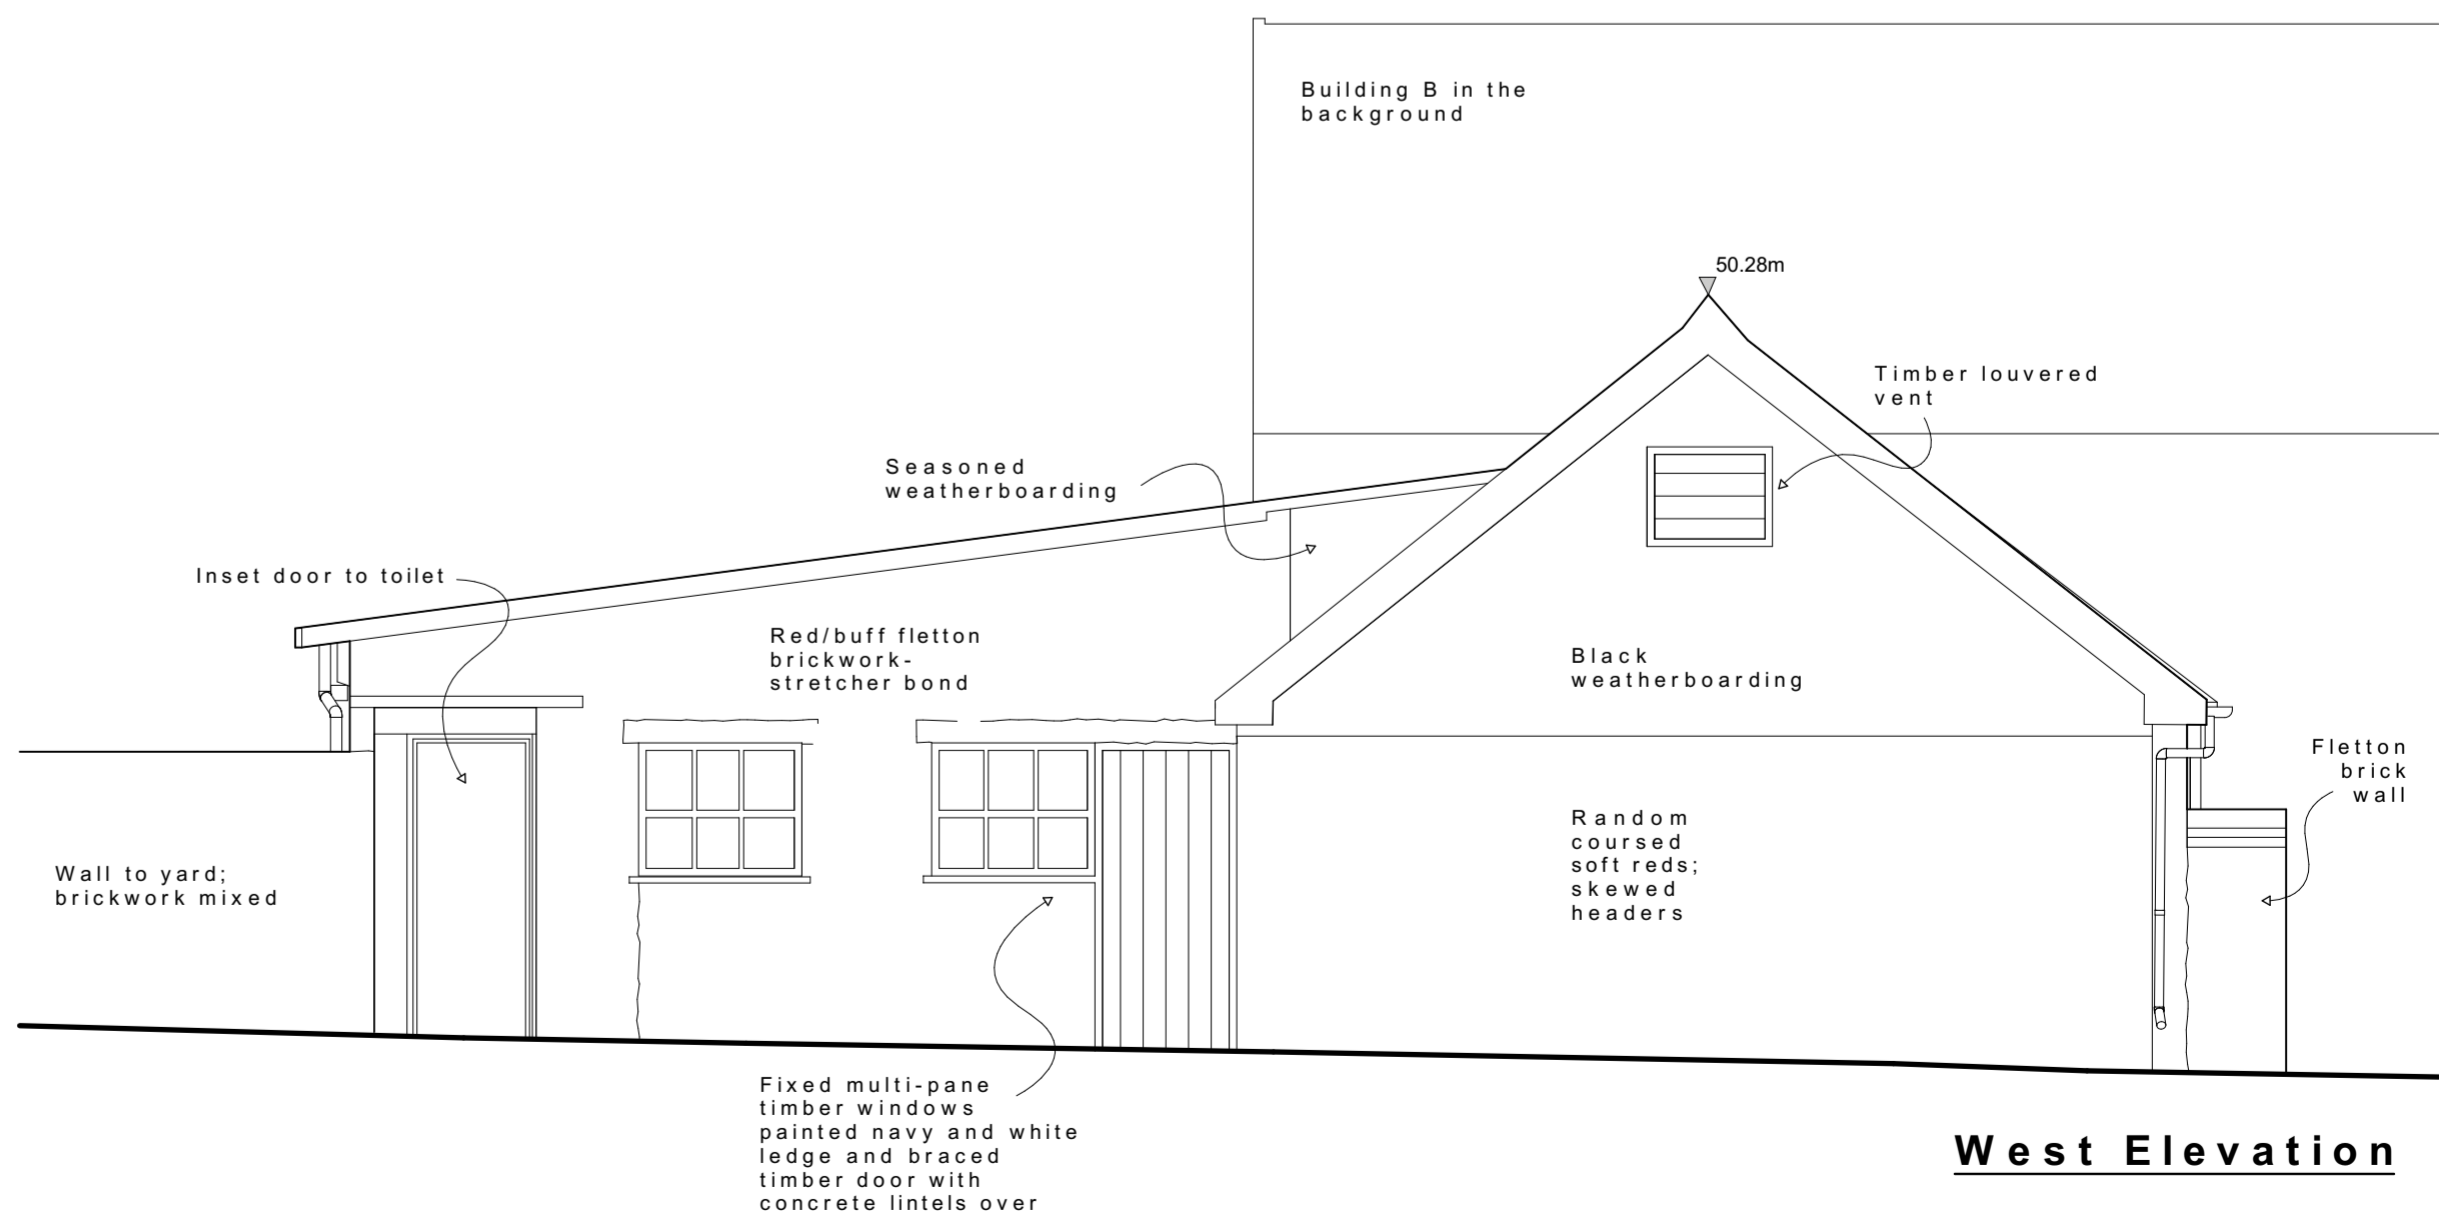 Building B in the
background
50.28m
Timber louvered
vent
Seasoned
weatherboarding
Inset door to toilet
Red/buff fletton
brickwork-
stretcher bond
Black
weatherboarding
Fletton
brick
wall
Random
coursed
soft reds;
skewed
headers
Wall to yard;
brickwork mixed
Fixed multi-pane
timber windows
painted navy and white
ledge and braced
timber door with
concrete lintels over
West Elevation